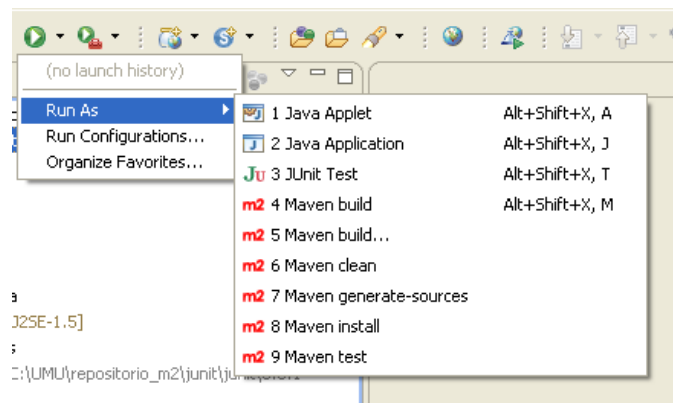 (no launch history)
Run As
Run Configurations...
Organize Favorites...
1 Java Applet Alt+Shift+X, A
2 Java Application Alt+Shift+X, J
Ju 3 JUnit Test Alt+Shift+X, T
m2 4 Maven build Alt+Shift+X, M
m2 5 Maven build...
m2 6 Maven clean
m2 7 Maven generate-sources
m2 8 Maven install
m2 9 Maven test
a
J2SE-1.5]
C:\UMU\repositorio_m2\junit\